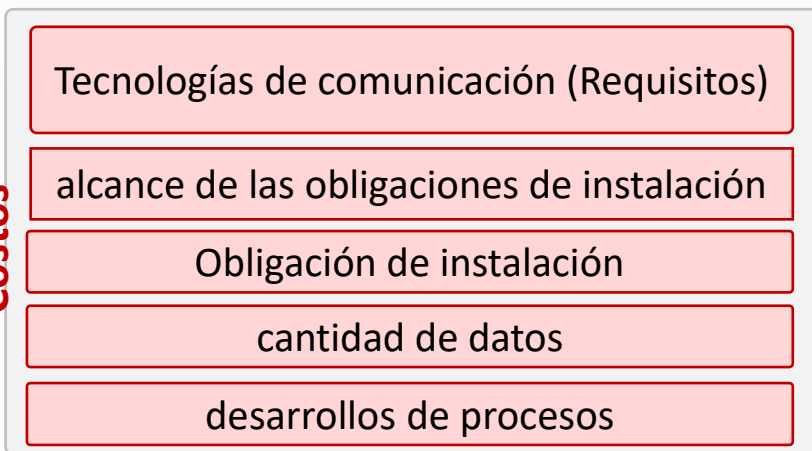 Tecnologías de comunicación (Requisitos)
alcance de las obligaciones de instalación
Costos
Obligación de instalación
cantidad de datos
desarrollos de procesos